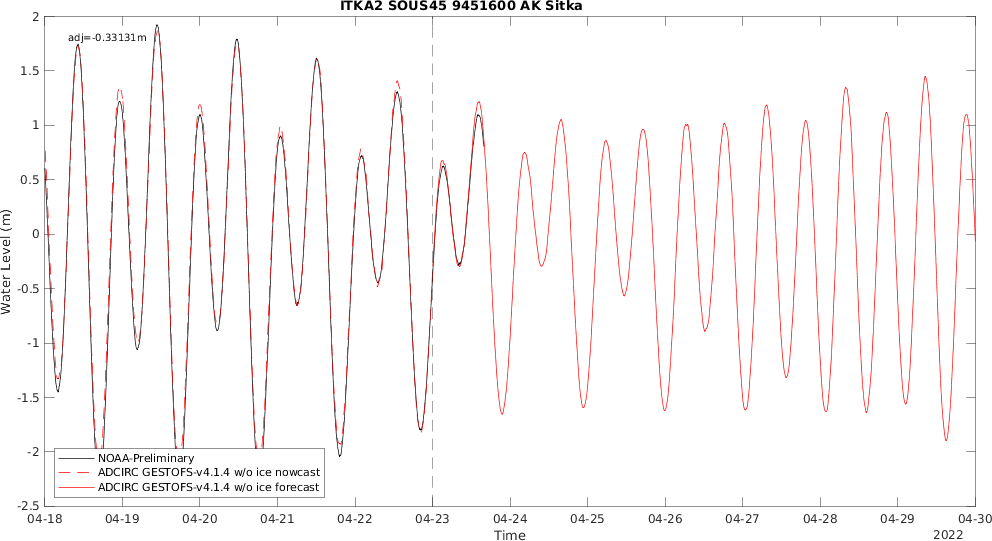 ITKA2 SOUS45 9451600 AK Sitka
adj=-0.33131m
2
1.5
1
0.5
0
-0.5
-1
-1.5
-2
-2.5
Water Level (m)
NOAA-Preliminary
ADCIRC GESTOFS-v4.1.4 w/o ice nowcast
ADCIRC GESTOFS-v4.1.4 w/o ice forecast
04-18 04-19 04-20 04-21 04-22 04-23 04-24 04-25 04-26 04-27 04-28 04-29 04-30
Time
2022